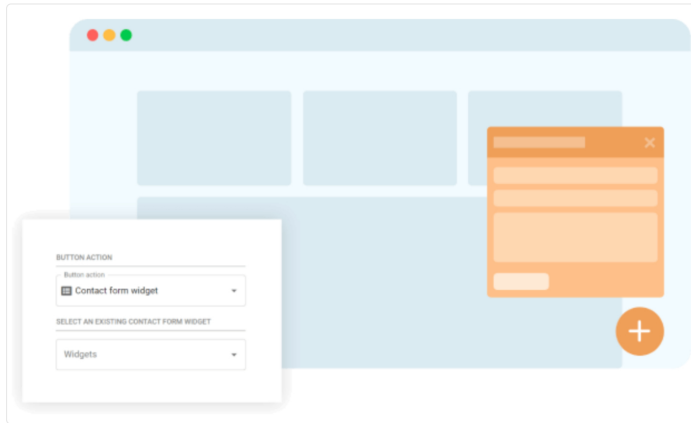 BUTTON ACTION
Button action
Contact form widget
SELECT AN EXISTING CONTACT FORM WIDGET
Widgets